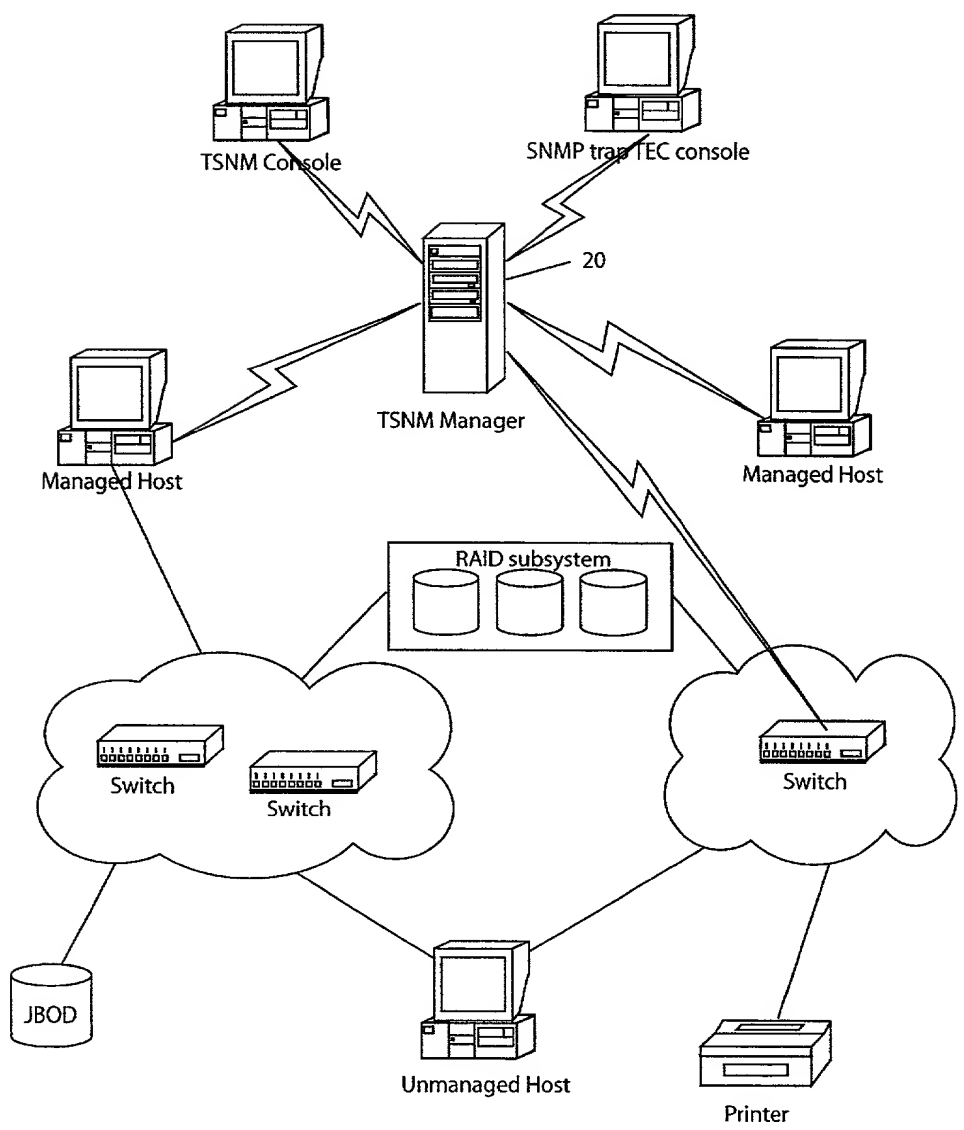 TSNM Console
SNMP trap TEC console
20
TSNM Manager
Managed Host
Managed Host
RAID subsystem
Switch
Switch
Switch
JBOD
Unmanaged Host
Printer